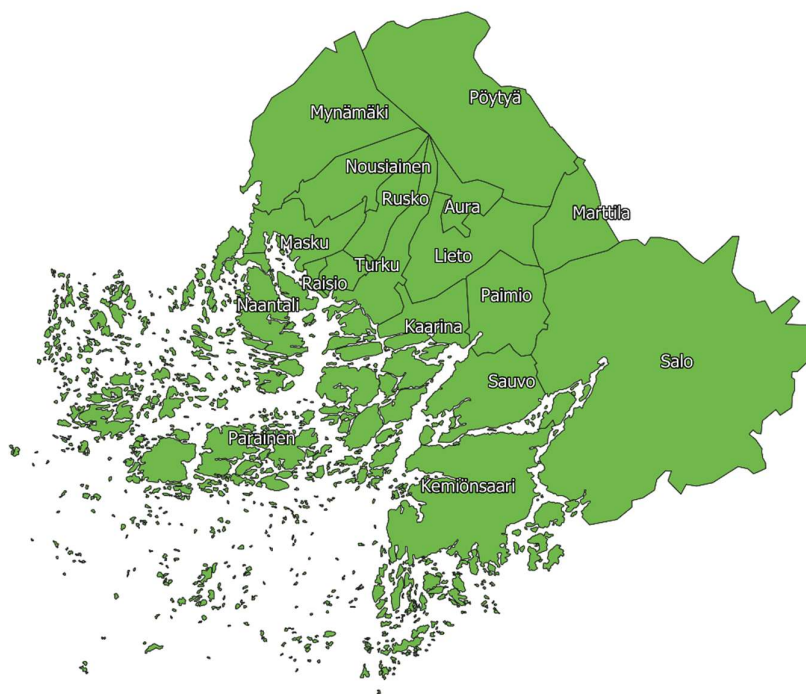 Pöytyä
Mynämäki
Nousiainen
Rusko
Aura
Marttila
Masku
Lieto
Turku
Raisio
Naantali
Paimio
Kaarina
Salo
Sauvo
Parainen
Kemiönsaari